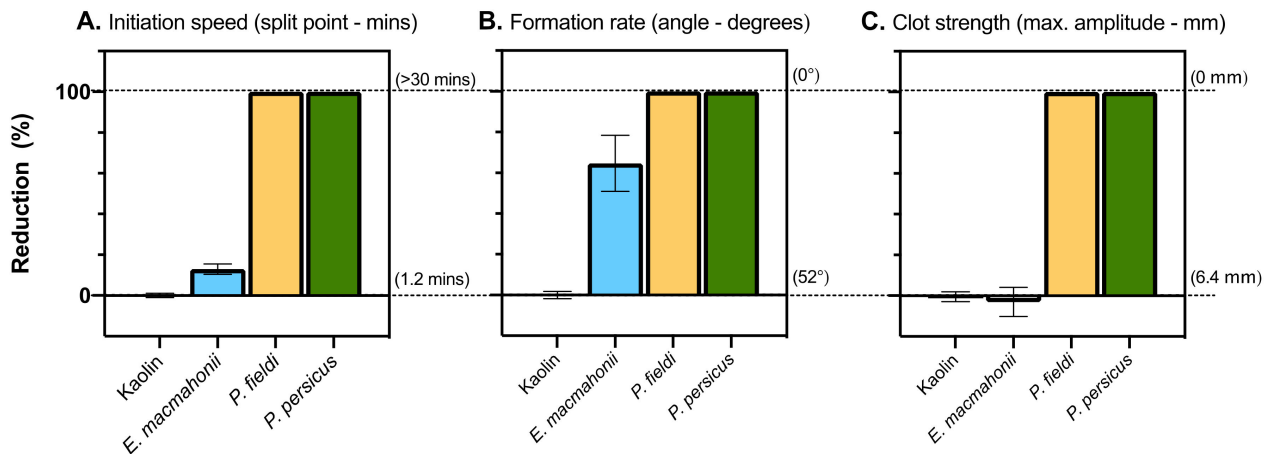 A. Initiation speed (split point - mins)
B. Formation rate (angle - degrees)
C. Clot strength (max. amplitude - mm)
Reduction (%)
100
0
(>30 mins)
(1.2 mins)
(0°)
(52°)
(0 mm)
(6.4 mm)
Kaolin
E. macmahonii
P. fieldi
P. persicus
Kaolin
E. macmahonii
P. fieldi
P. persicus
Kaolin
E. macmahonii
P. fieldi
P. persicus